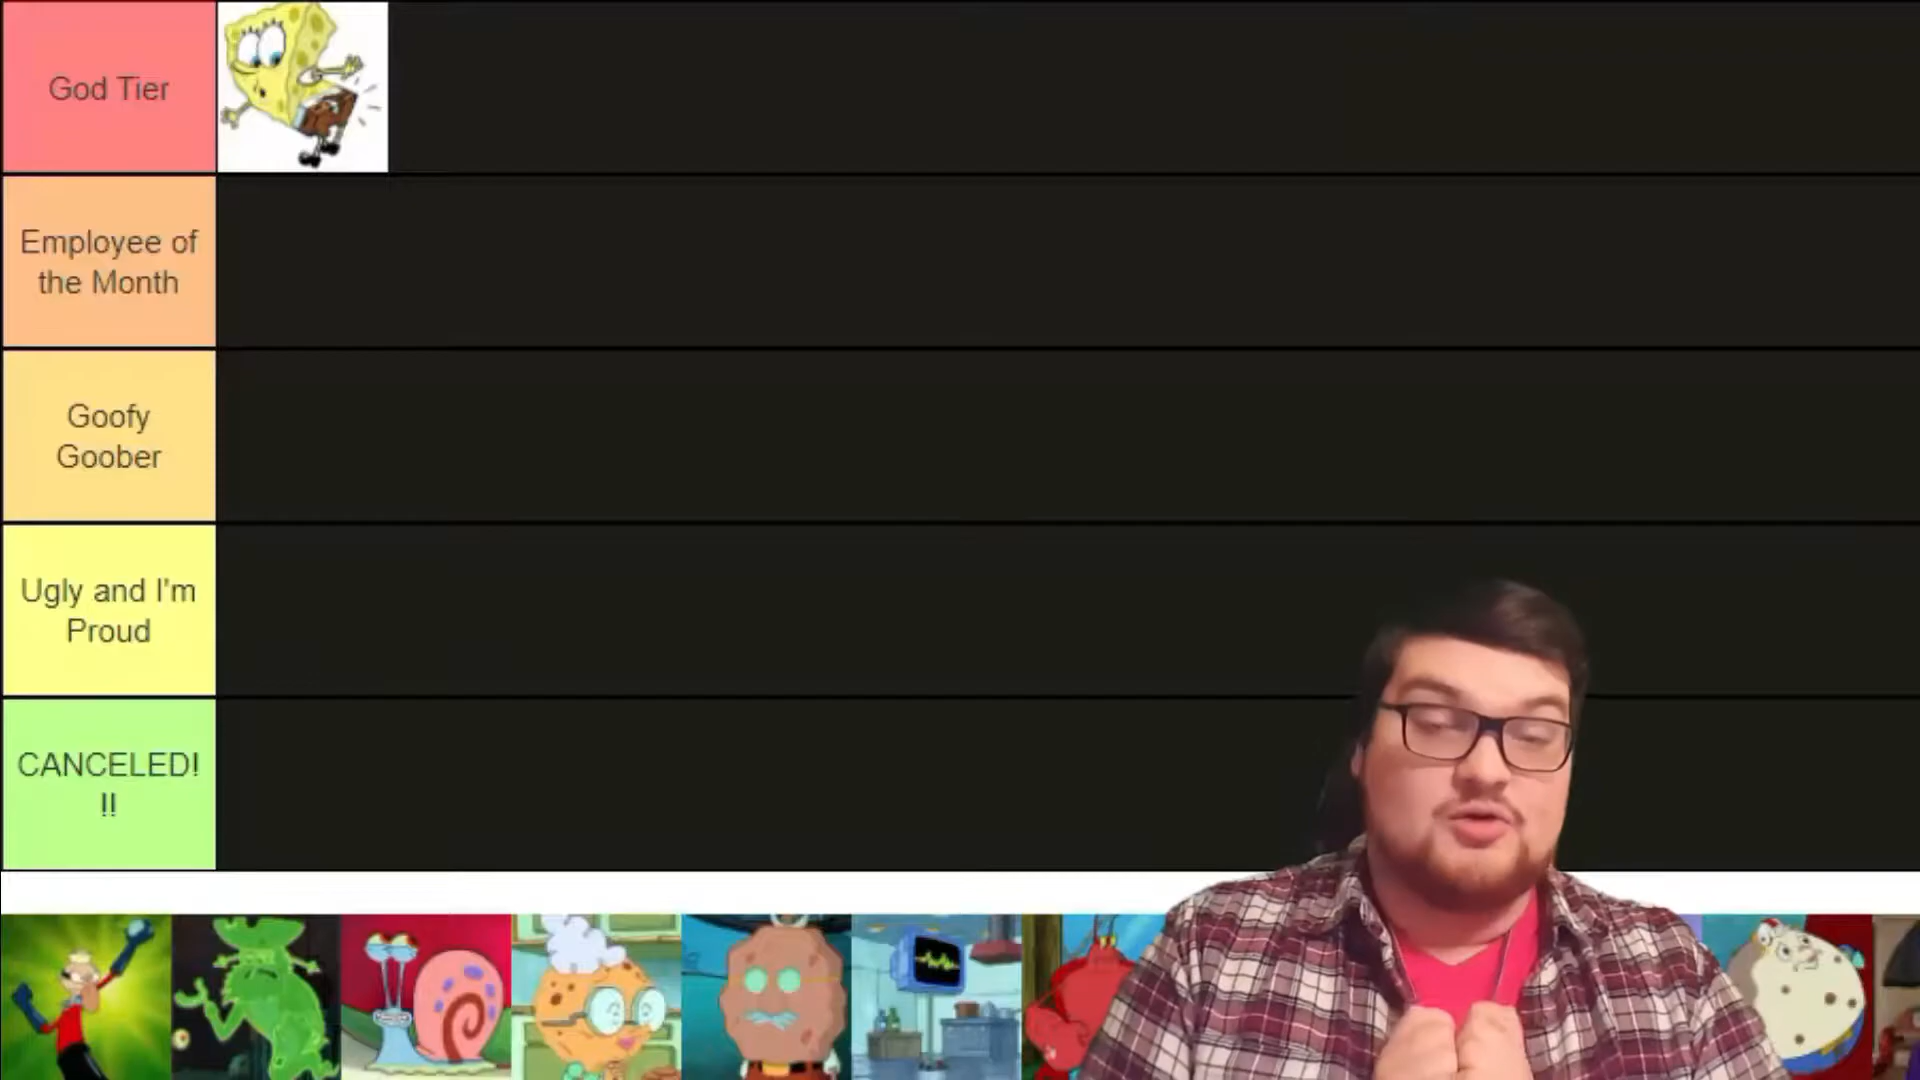 God Tier
Employee of
the Month
Goofy
Goober
Ugly and I'm
Proud
CANCELED!
!!